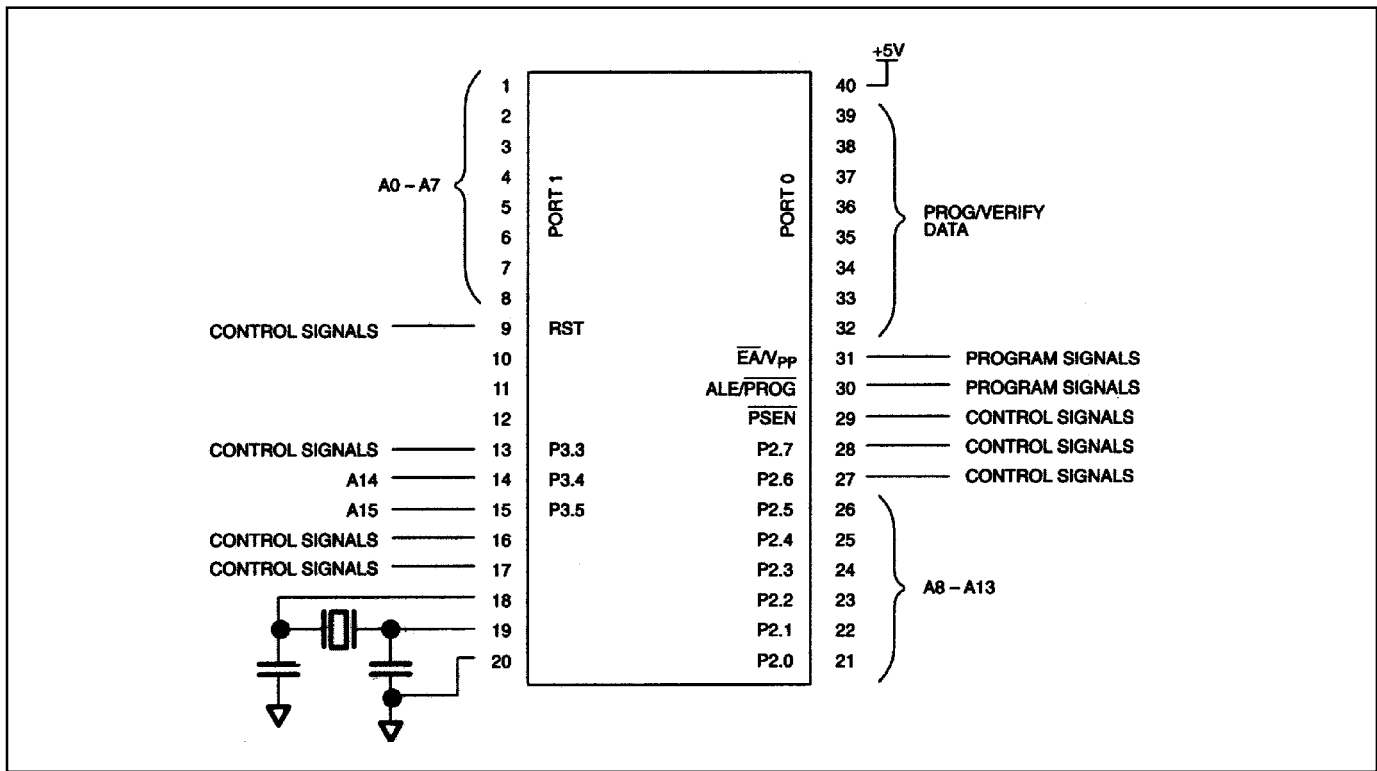 +5V
1 40
2 39
3 38
A0 – A7 4 PORT 1 PORT 0 37
5 36 PROG/VERIFY
6 35 DATA
7 34
8 33
CONTROL SIGNALS 9 RST 32
10 EA/VPP 31 PROGRAM SIGNALS
11 ALE/PROG 30 PROGRAM SIGNALS
12 PSEN 29 CONTROL SIGNALS
CONTROL SIGNALS 13 P3.3 P2.7 28 CONTROL SIGNALS
A14 14 P3.4 P2.6 27 CONTROL SIGNALS
A15 15 P3.5 P2.5 26
CONTROL SIGNALS 16 P2.4 25
CONTROL SIGNALS 17 P2.3 24
18 P2.2 23 A8 – A13
19 P2.1 22
20 P2.0 21